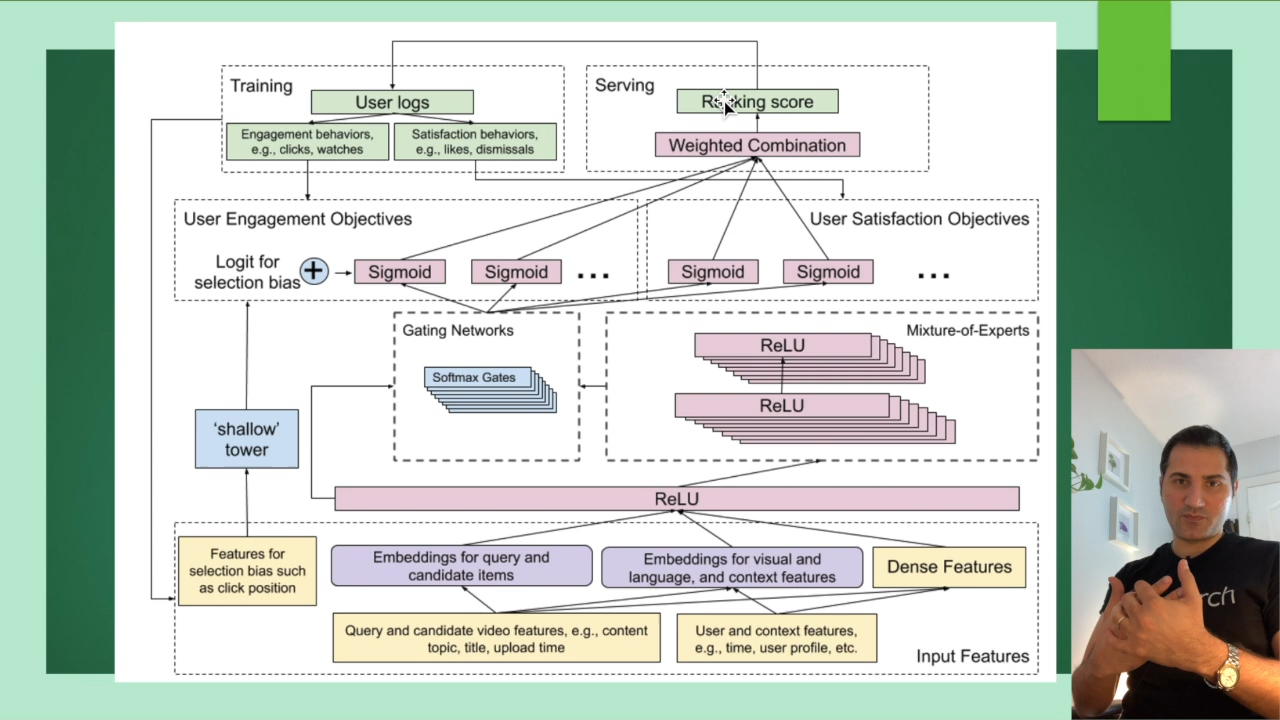 Training
User logs
Engagement behaviors,
e.g., clicks, watches
Satisfaction behaviors,
e.g., likes, dismissals
Serving
Weighted Combination
score
User Engagement Objectives
User Satisfaction Objectives
Logit for
selection bias
+
Sigmoid
Sigmoid
...
Sigmoid
Sigmoid
...
Gating Networks
Softmax Gates
Mixture-of-Experts
ReLU
ReLU
'shallow'
tower
ReLU
Features for
selection bias such
as click position
Embeddings for query and
candidate items
Embeddings for visual and
language, and context features
Dense Features
Query and candidate video features, e.g., content
topic, title, upload time
User and context features,
e.g., time, user profile, etc.
Input Features